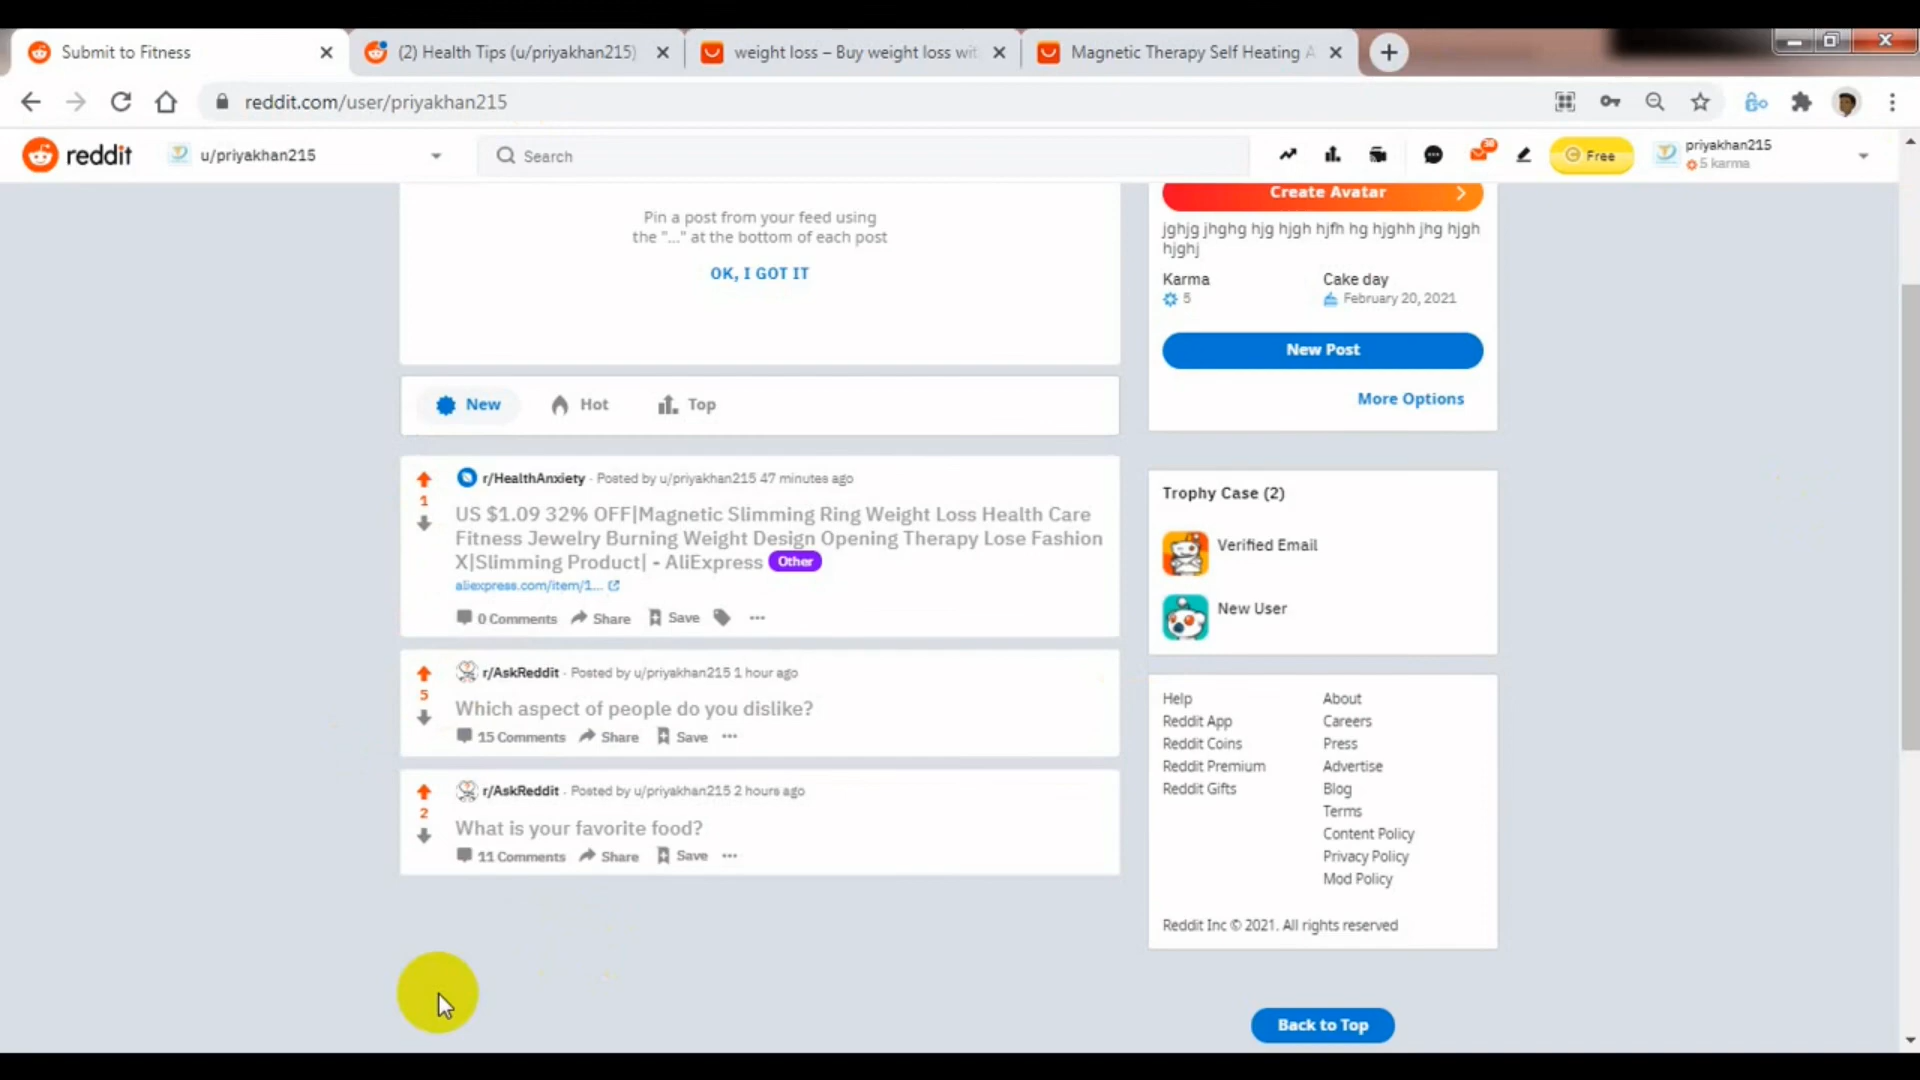 Submit to Fitness
(2) Health Tips (u/priyakhan215)
weight loss – Buy weight loss wit
Magnetic Therapy Self Heating A
reddit.com/user/priyakhan215
reddit
u/priyakhan215
Search
30
Free
priyakhan215
5 karma
Pin a post from your feed using
the "..." at the bottom of each post
OK, I GOT IT
New
Hot
Top
r/HealthAnxiety · Posted by u/priyakhan215 47 minutes ago
1
US $1.09 32% OFF|Magnetic Slimming Ring Weight Loss Health Care
Fitness Jewelry Burning Weight Design Opening Therapy Lose Fashion
X|Slimming Product| - AliExpress Other
aliexpress.com/item/1...
0 Comments Share Save
r/AskReddit · Posted by u/priyakhan215 1 hour ago
5
Which aspect of people do you dislike?
15 Comments Share Save
r/AskReddit · Posted by u/priyakhan215 2 hours ago
2
What is your favorite food?
11 Comments Share Save
Create Avatar
jghjg jhghg hjg hjgh hjfh hg hjghh jhg hjgh
hjghj
Karma Cake day
5 February 20, 2021
New Post
More Options
Trophy Case (2)
Verified Email
New User
Help About
Reddit App Careers
Reddit Coins Press
Reddit Premium Advertise
Reddit Gifts Blog
Terms
Content Policy
Privacy Policy
Mod Policy
Reddit Inc © 2021. All rights reserved
Back to Top